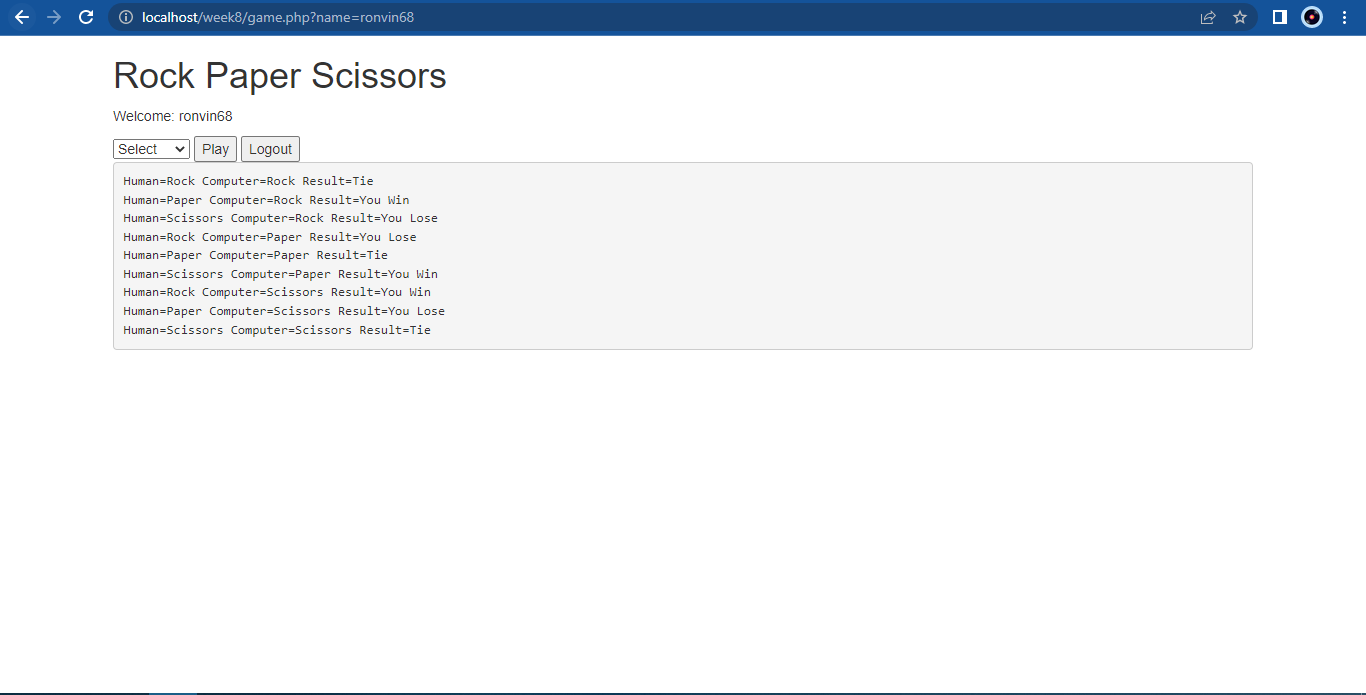 localhost/week8/game.php?name=ronvin68
Rock Paper Scissors
Welcome: ronvin68
Select Play Logout
Human=Rock Computer=Rock Result=Tie
Human=Paper Computer=Rock Result=You Win
Human=Scissors Computer=Rock Result=You Lose
Human=Rock Computer=Paper Result=You Lose
Human=Paper Computer=Paper Result=Tie
Human=Scissors Computer=Paper Result=You Win
Human=Rock Computer=Scissors Result=You Win
Human=Paper Computer=Scissors Result=You Lose
Human=Scissors Computer=Scissors Result=Tie